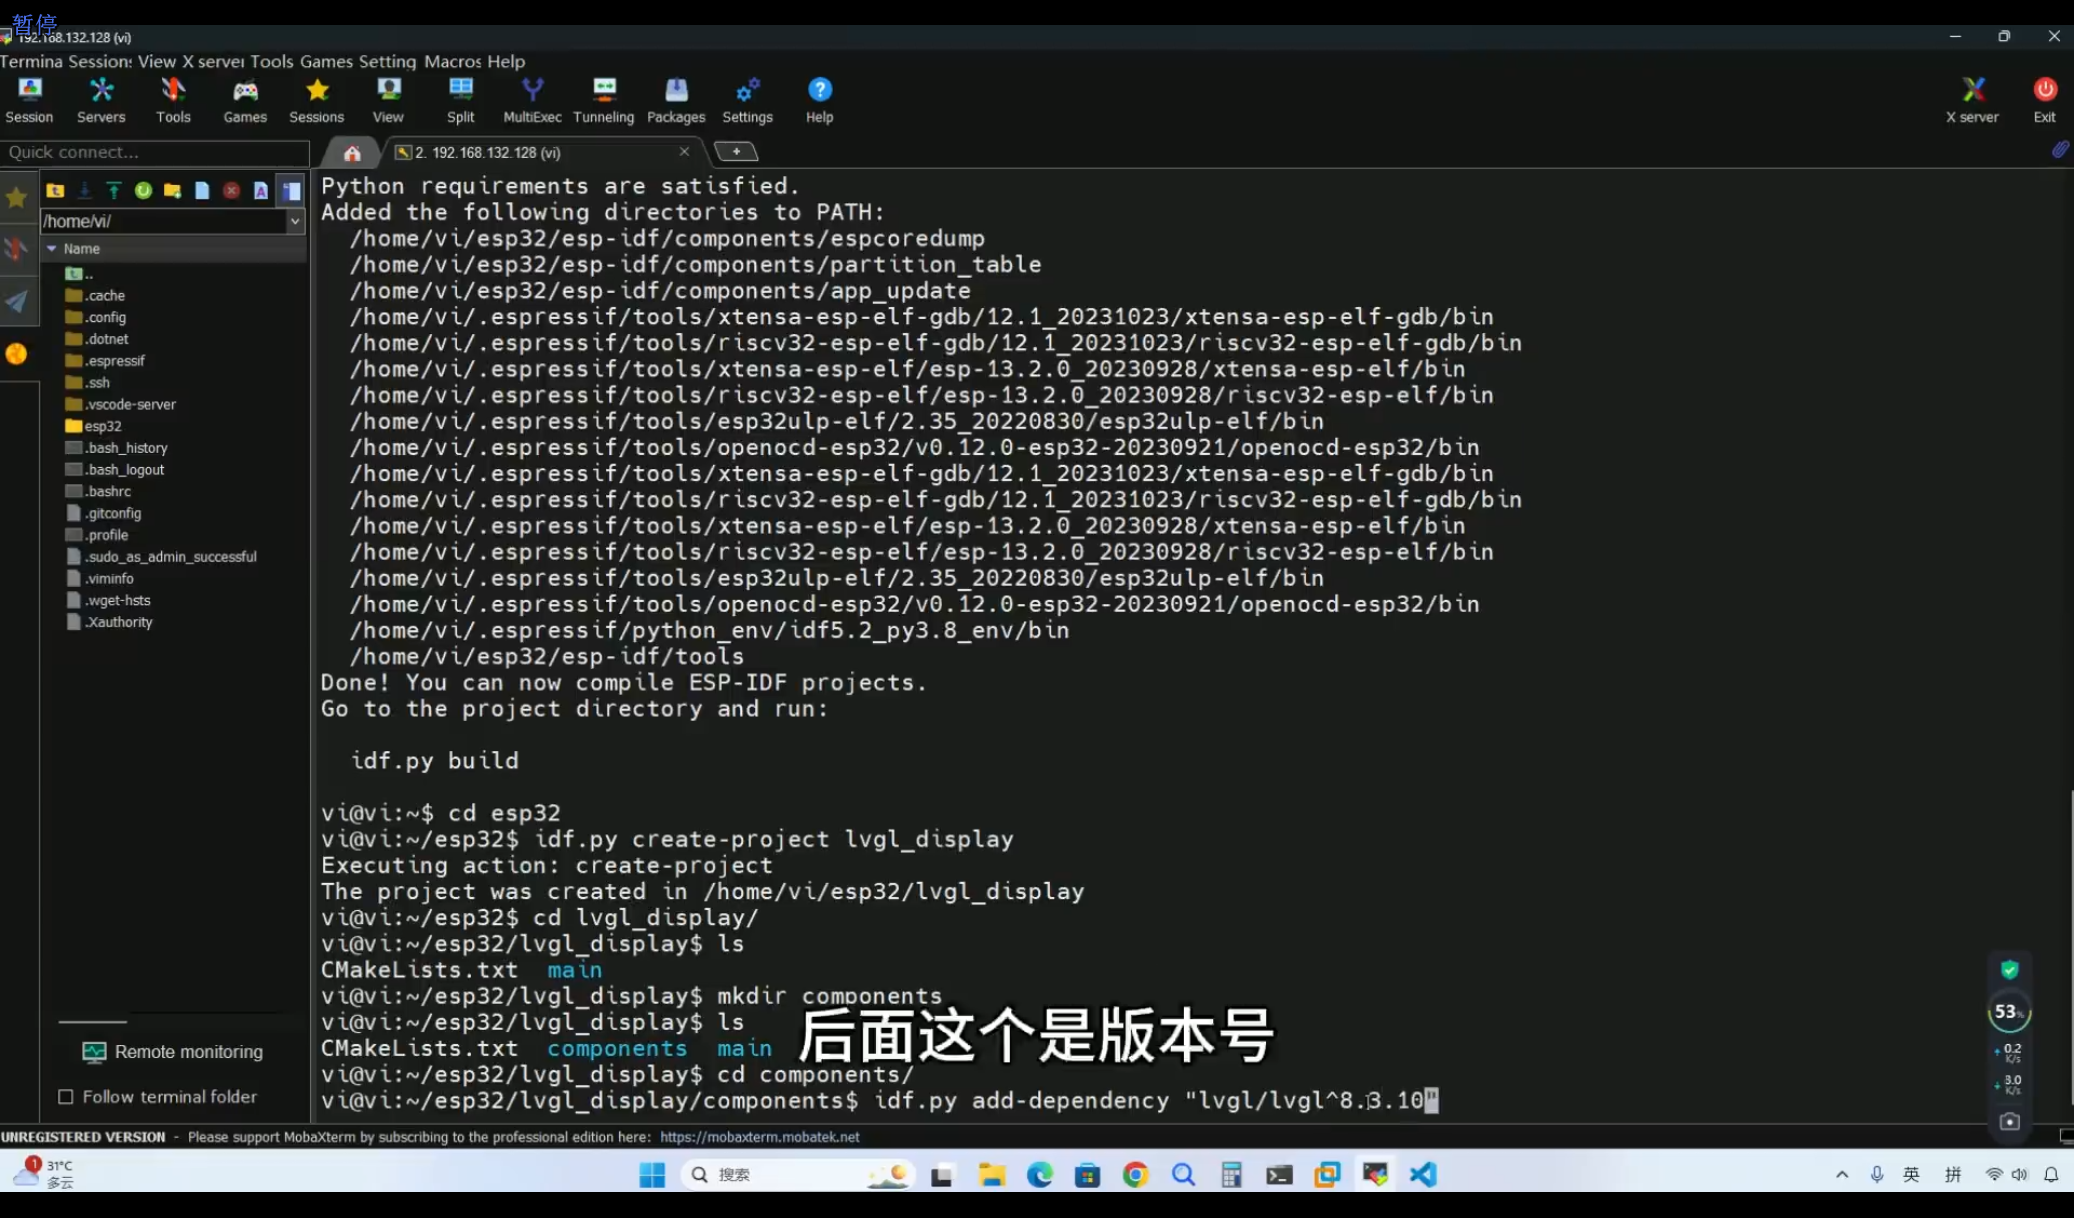 暂停
192.168.132.128 (vi)
Termina Session: View X server Tools Games Setting Macros Help
Session Servers Tools Games Sessions View Split MultiExec Tunneling Packages Settings Help X server Exit
Quick connect...
2. 192.168.132.128 (vi)
/home/vi/
Name
..
.cache
.config
.dotnet
.espressif
.ssh
.vscode-server
esp32
.bash_history
.bash_logout
.bashrc
.gitconfig
.profile
.sudo_as_admin_successful
.viminfo
.wget-hsts
.Xauthority
Remote monitoring
Follow terminal folder
Python requirements are satisfied.
Added the following directories to PATH:
/home/vi/esp32/esp-idf/components/espcoredump
/home/vi/esp32/esp-idf/components/partition_table
/home/vi/esp32/esp-idf/components/app_update
/home/vi/.espressif/tools/xtensa-esp-elf-gdb/12.1_20231023/xtensa-esp-elf-gdb/bin
/home/vi/.espressif/tools/riscv32-esp-elf-gdb/12.1_20231023/riscv32-esp-elf-gdb/bin
/home/vi/.espressif/tools/xtensa-esp-elf/esp-13.2.0_20230928/xtensa-esp-elf/bin
/home/vi/.espressif/tools/riscv32-esp-elf/esp-13.2.0_20230928/riscv32-esp-elf/bin
/home/vi/.espressif/tools/esp32ulp-elf/2.35_20220830/esp32ulp-elf/bin
/home/vi/.espressif/tools/openocd-esp32/v0.12.0-esp32-20230921/openocd-esp32/bin
/home/vi/.espressif/tools/xtensa-esp-elf-gdb/12.1_20231023/xtensa-esp-elf-gdb/bin
/home/vi/.espressif/tools/riscv32-esp-elf-gdb/12.1_20231023/riscv32-esp-elf-gdb/bin
/home/vi/.espressif/tools/xtensa-esp-elf/esp-13.2.0_20230928/xtensa-esp-elf/bin
/home/vi/.espressif/tools/riscv32-esp-elf/esp-13.2.0_20230928/riscv32-esp-elf/bin
/home/vi/.espressif/tools/esp32ulp-elf/2.35_20220830/esp32ulp-elf/bin
/home/vi/.espressif/tools/openocd-esp32/v0.12.0-esp32-20230921/openocd-esp32/bin
/home/vi/.espressif/python_env/idf5.2_py3.8_env/bin
/home/vi/esp32/esp-idf/tools
Done! You can now compile ESP-IDF projects.
Go to the project directory and run:
idf.py build
vi@vi:~$ cd esp32
vi@vi:~/esp32$ idf.py create-project lvgl_display
Executing action: create-project
The project was created in /home/vi/esp32/lvgl_display
vi@vi:~/esp32$ cd lvgl_display/
vi@vi:~/esp32/lvgl_display$ ls
CMakeLists.txt main
vi@vi:~/esp32/lvgl_display$ mkdir components
vi@vi:~/esp32/lvgl_display$ ls
CMakeLists.txt components main
后面这个是版本号
vi@vi:~/esp32/lvgl_display$ cd components/
vi@vi:~/esp32/lvgl_display/components$ idf.py add-dependency "lvgl/lvgl^8.3.10"
53%
0.2
K/s
3.0
K/s
UNREGISTERED VERSION - Please support MobaXterm by subscribing to the professional edition here: https://mobaxterm.mobatek.net
1
31°C
多云
搜索
英
拼